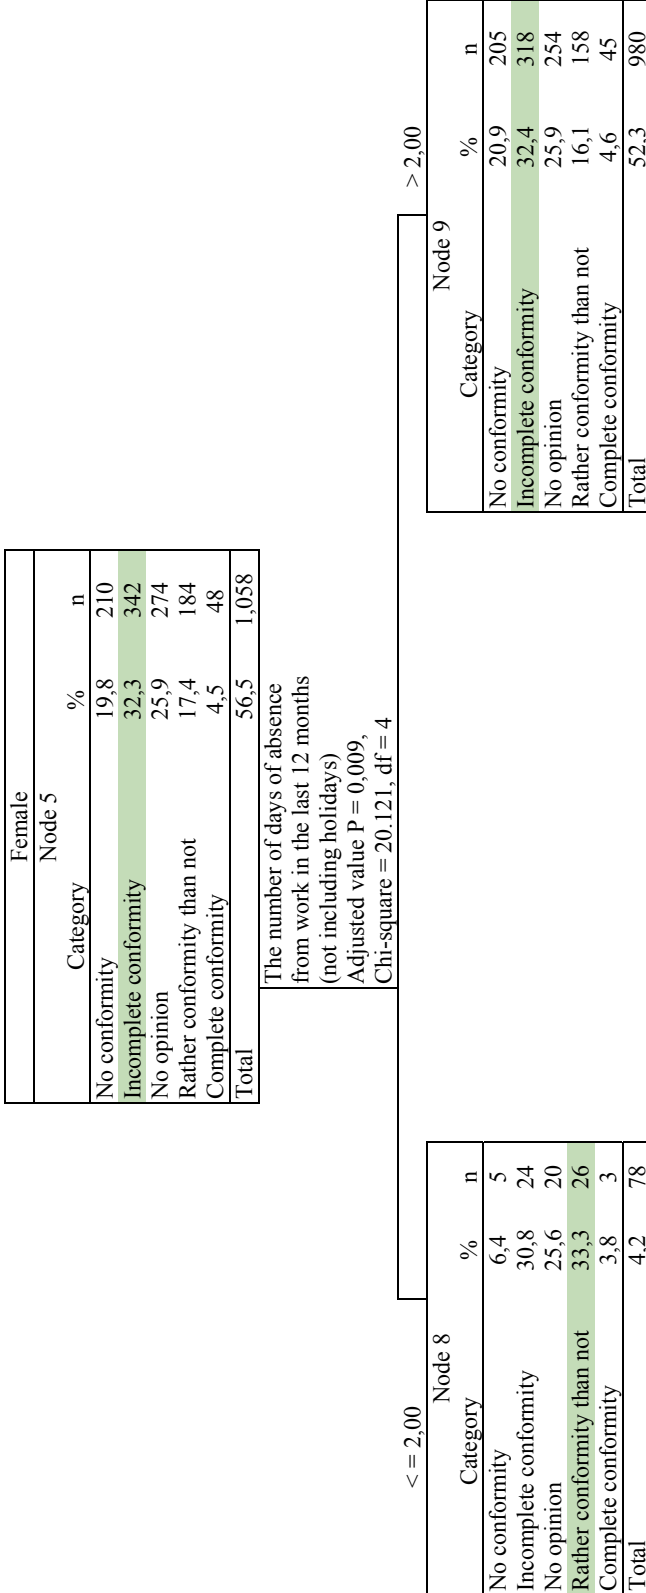 Female
Node 5
Category % n
No conformity 19,8 210
Incomplete conformity 32,3 342
No opinion 25,9 274
Rather conformity than not 17,4 184
Complete conformity 4,5 48
Total 56,5 1,058
The number of days of absence
from work in the last 12 months
(not including holidays)
Adjusted value P = 0,009,
Chi-square = 20.121, df = 4
< = 2,00
Node 8
Category % n
No conformity 6,4 5
Incomplete conformity 30,8 24
No opinion 25,6 20
Rather conformity than not 33,3 26
Complete conformity 3,8 3
Total 4,2 78
> 2,00
Node 9
Category % n
No conformity 20,9 205
Incomplete conformity 32,4 318
No opinion 25,9 254
Rather conformity than not 16,1 158
Complete conformity 4,6 45
Total 52,3 980